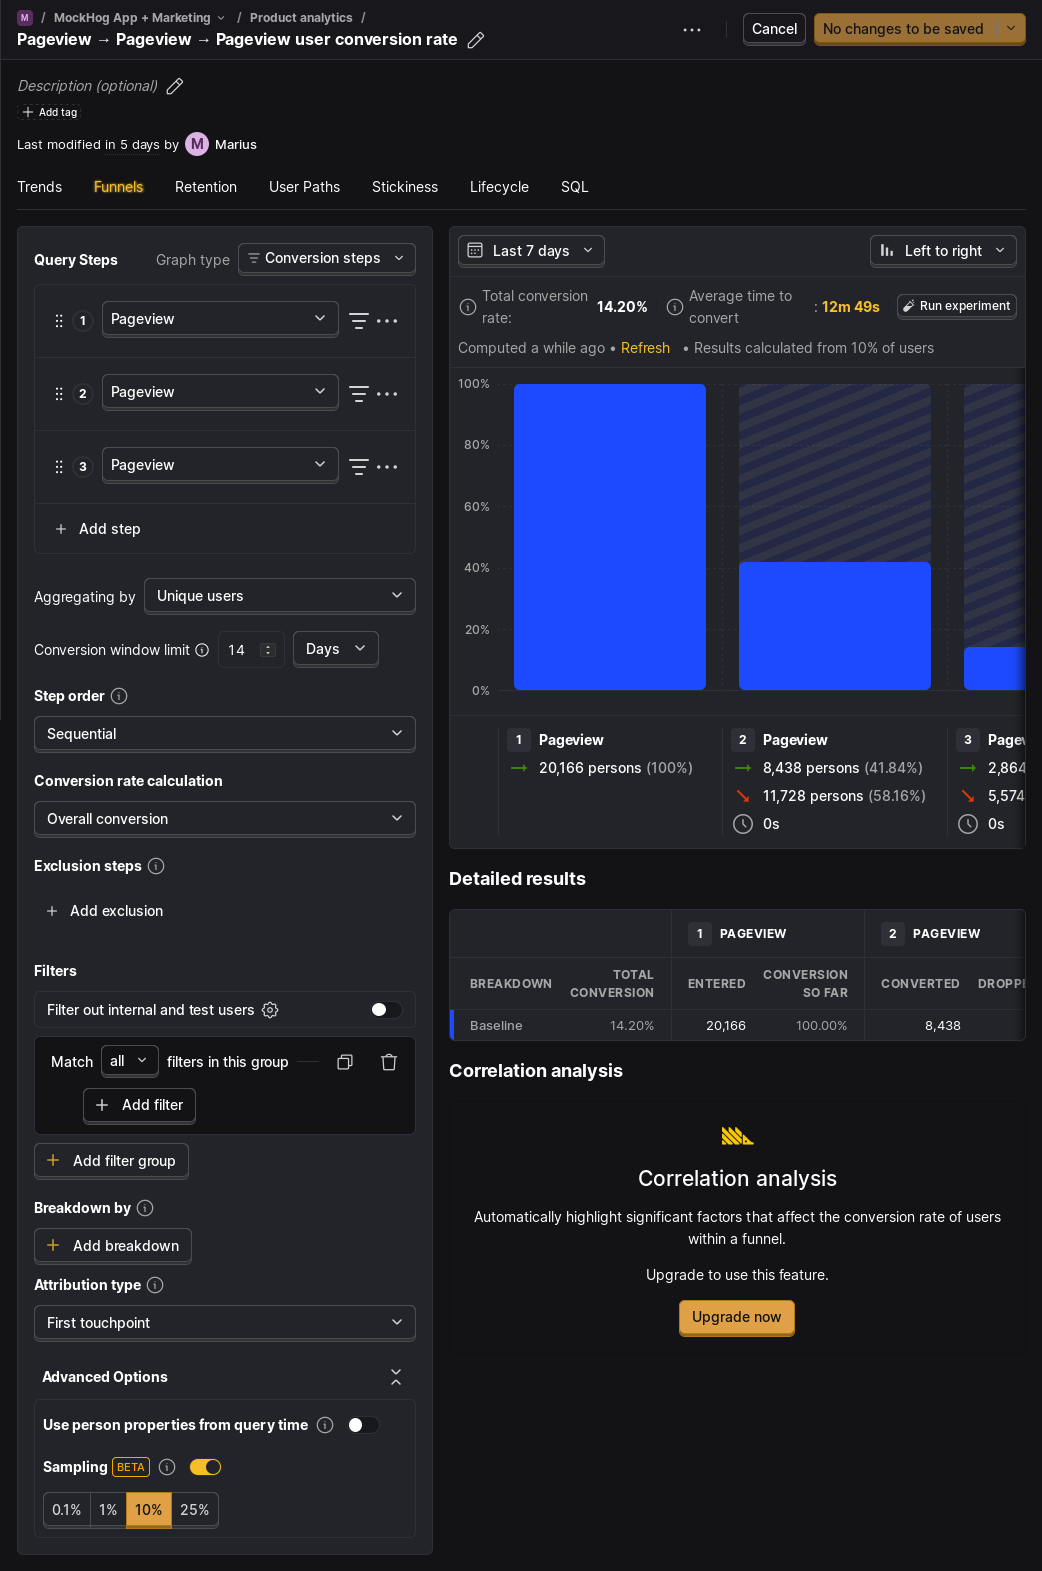 M / MockHog App + Marketing / Product analytics /
Pageview → Pageview → Pageview user conversion rate
Cancel
No changes to be saved
Description (optional)
Add tag
Last modified in 5 days by M Marius
Trends Funnels Retention User Paths Stickiness Lifecycle SQL
Query Steps
Graph type
Conversion steps
1 Pageview
2 Pageview
3 Pageview
Add step
Aggregating by Unique users
Conversion window limit 14 Days
Step order
Sequential
Conversion rate calculation
Overall conversion
Exclusion steps
Add exclusion
Filters
Filter out internal and test users
Match all filters in this group
Add filter
Add filter group
Breakdown by
Add breakdown
Attribution type
First touchpoint
Advanced Options
Use person properties from query time
Sampling BETA
0.1% 1% 10% 25%
Last 7 days
Left to right
Total conversion
rate:
14.20%
Average time to
convert
: 12m 49s
Run experiment
Computed a while ago • Refresh • Results calculated from 10% of users
100%
80%
60%
40%
20%
0%
1 Pageview
20,166 persons (100%)
2 Pageview
8,438 persons (41.84%)
11,728 persons (58.16%)
0s
3 Pagev
2,864
5,574
0s
Detailed results
1 PAGEVIEW 2 PAGEVIEW
BREAKDOWN
TOTAL
CONVERSION
ENTERED
CONVERSION
SO FAR
CONVERTED
DROPPE
Baseline 14.20% 20,166 100.00% 8,438
Correlation analysis
Correlation analysis
Automatically highlight significant factors that affect the conversion rate of users
within a funnel.
Upgrade to use this feature.
Upgrade now